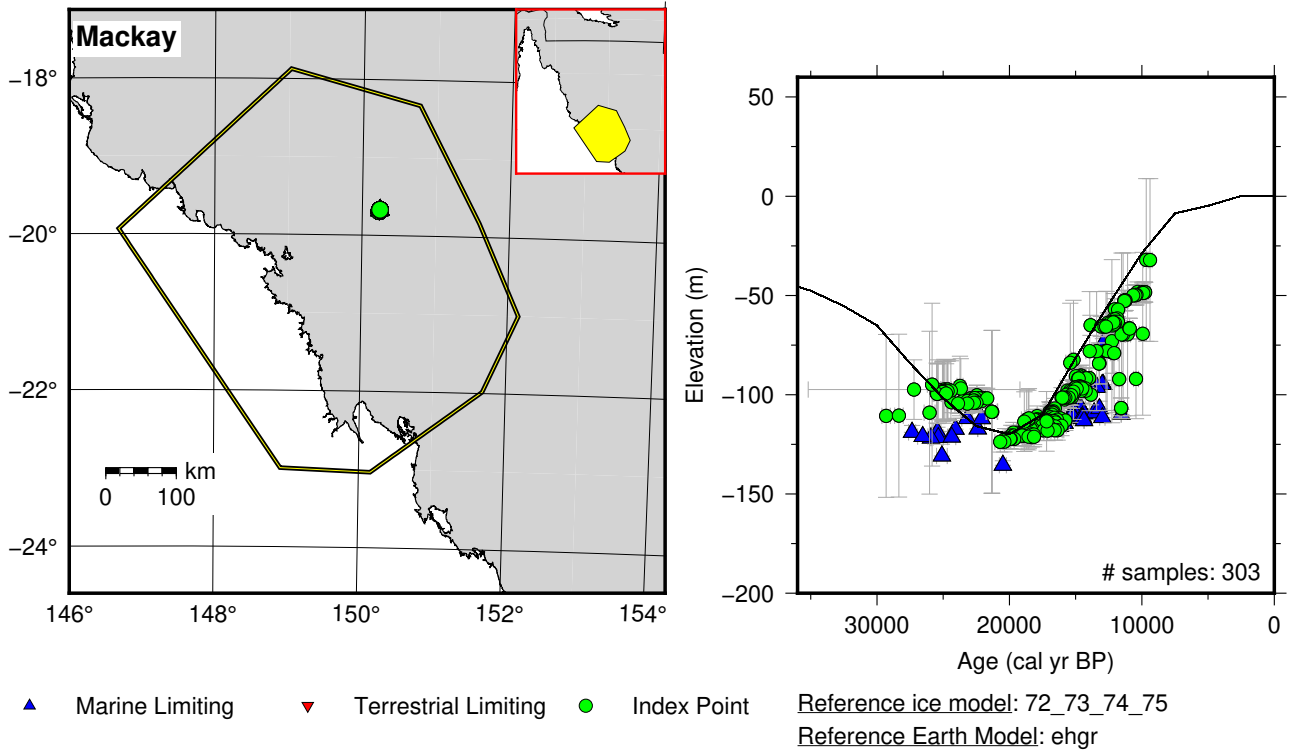 Mackay
−18°
−20°
−22°
−24°
146°
148°
150°
152°
154°
km
0
100
50
0
−50
−100
−150
−200
Elevation (m)
# samples: 303
30000
20000
10000
0
Age (cal yr BP)
Marine Limiting
Terrestrial Limiting
Index Point
Reference ice model: 72_73_74_75
Reference Earth Model: ehgr